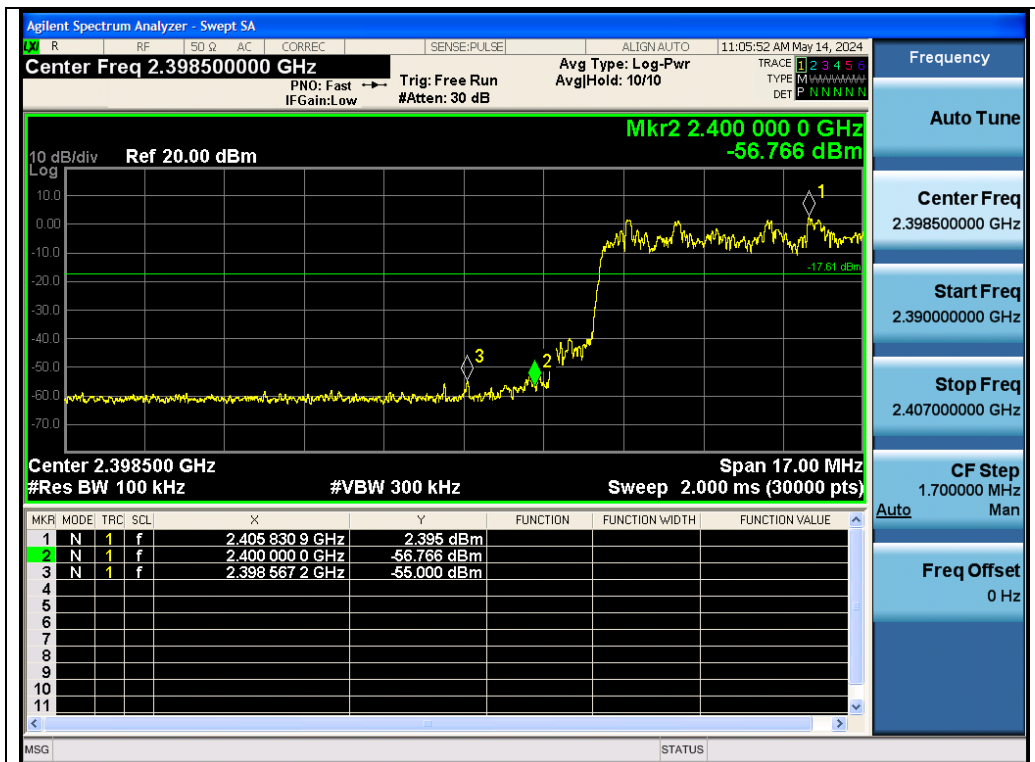 Agilent Spectrum Analyzer - Swept SA
LXI R RF 50 Ω AC CORREC SENSE:PULSE ALIGN AUTO 11:05:52 AM May 14, 2024
Center Freq 2.398500000 GHz
PNO: Fast
IFGain:Low
Trig: Free Run
#Atten: 30 dB
Avg Type: Log-Pwr
Avg|Hold: 10/10
TRACE 1 2 3 4 5 6
TYPE M WWWWW
DET P N N N N N
Mkr2 2.400 000 0 GHz
-56.766 dBm
10 dB/div Ref 20.00 dBm
Log
10.0
0.00
-10.0
-20.0
-30.0
-40.0
-50.0
-60.0
-70.0
1
-17.61 dBm
3
2
Center 2.398500 GHz Span 17.00 MHz
#Res BW 100 kHz #VBW 300 kHz Sweep 2.000 ms (30000 pts)
MKR MODE TRC SCL X Y FUNCTION FUNCTION WIDTH FUNCTION VALUE
1 N 1 f 2.405 830 9 GHz 2.395 dBm
2 N 1 f 2.400 000 0 GHz -56.766 dBm
3 N 1 f 2.398 567 2 GHz -55.000 dBm
4
5
6
7
8
9
10
11
MSG STATUS
Frequency
Auto Tune
Center Freq
2.398500000 GHz
Start Freq
2.390000000 GHz
Stop Freq
2.407000000 GHz
CF Step
1.700000 MHz
Auto Man
Freq Offset
0 Hz